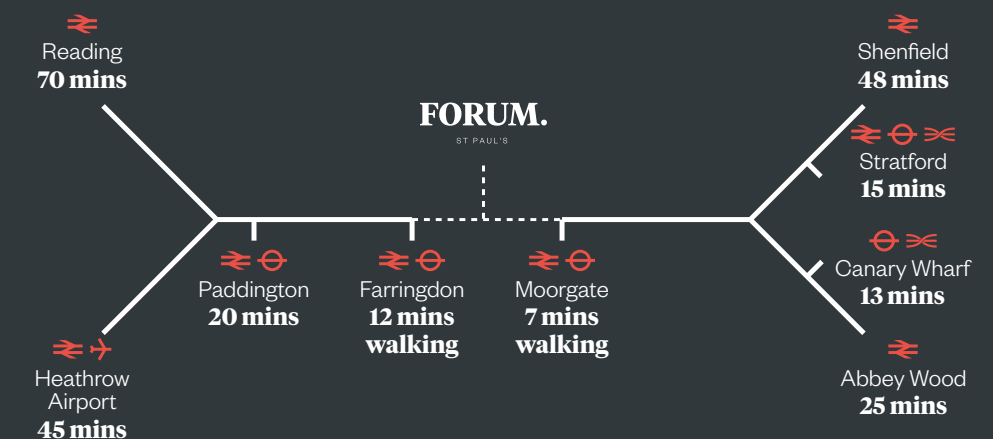 Reading
70 mins
Shenfield
48 mins
FORUM.
ST PAUL'S
Stratford
15 mins
Canary Wharf
13 mins
Paddington
20 mins
Farringdon
12 mins
walking
Moorgate
7 mins
walking
Heathrow
Airport
45 mins
Abbey Wood
25 mins